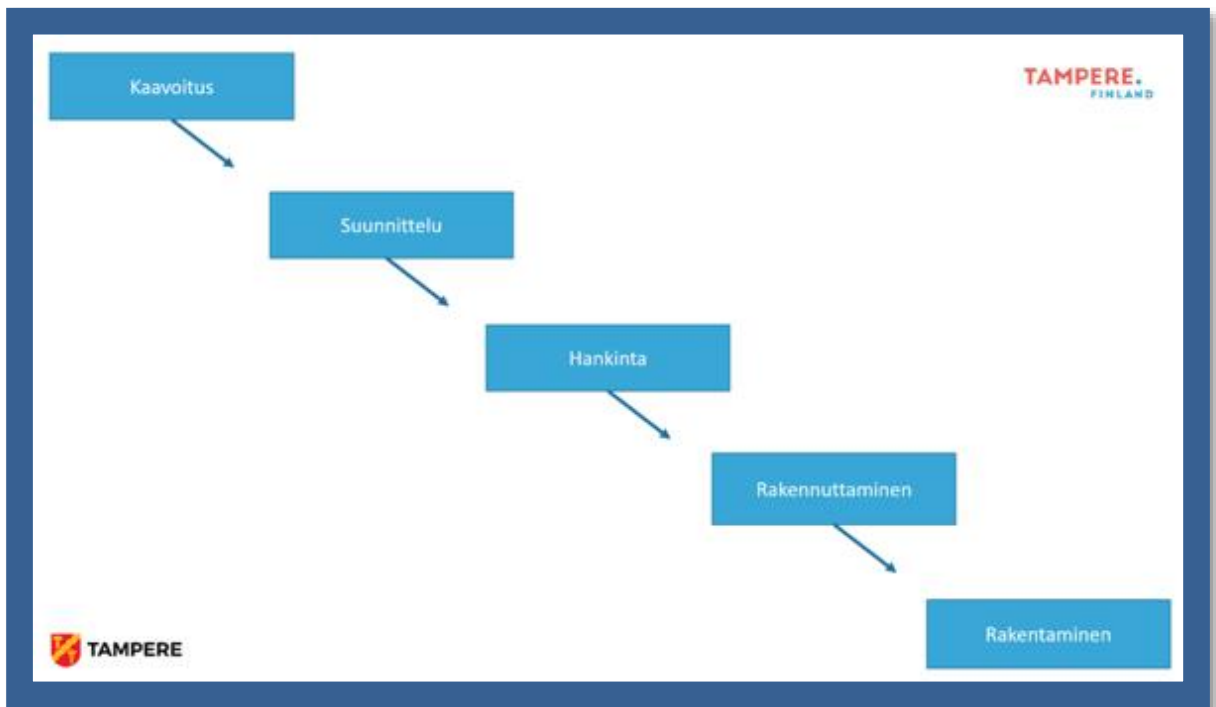 Kaavoitus
TAMPERE.
FINLAND
Suunnittelu
Hankinta
Rakennuttaminen
Rakentaminen
TAMPERE